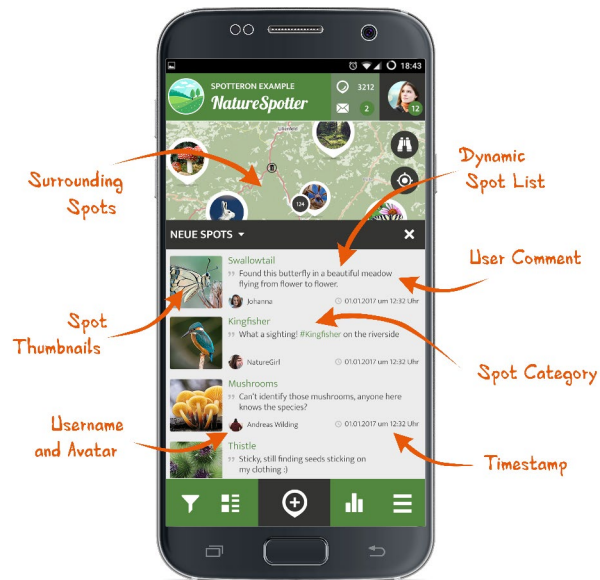 18:43
SPOTTERON EXAMPLE
NatureSpotter
3212
2
12
Surrounding
Spots
Dynamic
Spot List
124
NEUE SPOTS
User Comment
Swallowtail
Found this butterfly in a beautiful meadow
flying from flower to flower.
Johanna
01.01.2017 um 12:32 Uhr
Spot
Thumbnails
Kingfisher
What a sighting! #Kingfisher on the riverside
NatureGirl
01.01.2017 um 12:32 Uhr
Spot Category
Mushrooms
Can't identify those mushrooms, anyone here
knows the species?
Andreas Wilding
01.01.2017 um 12:32 Uhr
Username
and Avatar
Timestamp
Thistle
Sticky, still finding seeds sticking on
my clothing :)